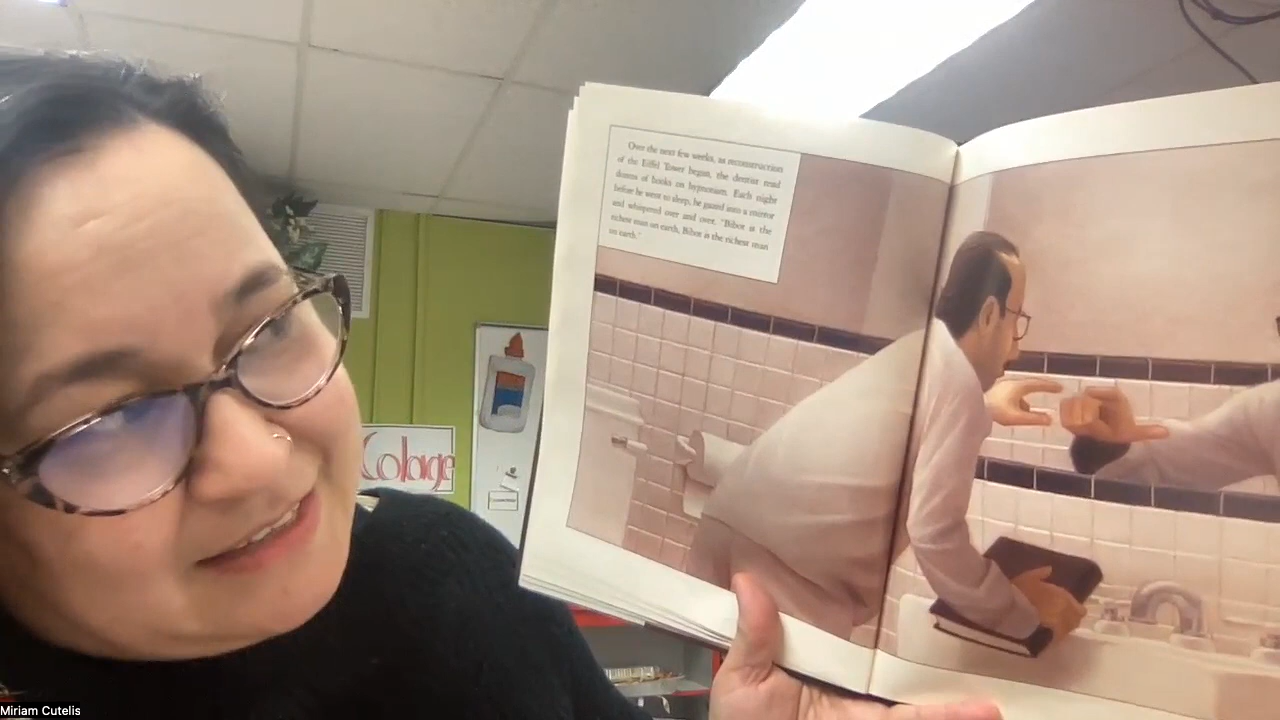 Over the next few weeks, as reconstruction
of the Eiffel Tower began, the dentist read
dozens of books on hypnotism. Each night
before he went to sleep, he gazed into a mirror
and whispered over and over, "Bibot is the
richest man on earth, Bibot is the richest man
on earth."
Colage
Miriam Cutelis